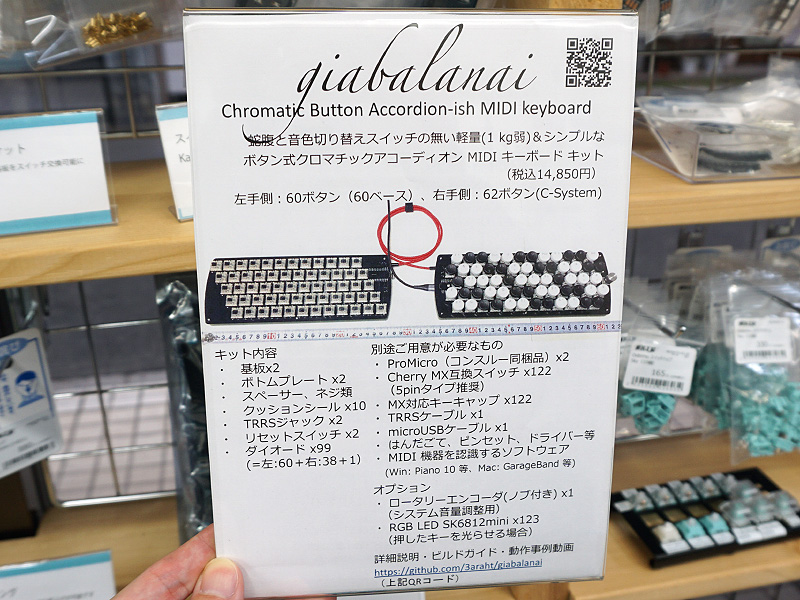 giabalanai
Chromatic Button Accordion-ish MIDI keyboard
蛇腹と音色切り替えスイッチの無い軽量(1 kg弱)＆シンプルな
ボタン式クロマチックアコーディオン MIDI キーボード キット
（税込14,850円）
左手側：60ボタン（60ベース）、右手側：62ボタン(C-System)
キット内容
・ 基板x2
・ ボトムプレート x2
・ スペーサー、ネジ類
・ クッションシール x10
・ TRRSジャック x2
・ リセットスイッチ x2
・ ダイオード x99
(=左:60＋右:38＋1)
別途ご用意が必要なもの
・ ProMicro（コンスルー同梱品）x2
・ Cherry MX互換スイッチ x122
（5pinタイプ推奨）
・ MX対応キーキャップ x122
・ TRRSケーブル x1
・ microUSBケーブル x1
・ はんだごて、ピンセット、ドライバー等
・ MIDI 機器を認識するソフトウェア
(Win: Piano 10 等、Mac: GarageBand 等)
オプション
・ ロータリーエンコーダ(ノブ付き) x1
（システム音量調整用）
・ RGB LED SK6812mini x123
（押したキーを光らせる場合）
詳細説明・ビルドガイド・動作事例動画
https://github.com/3araht/giabalanai
（上記QRコード）
165